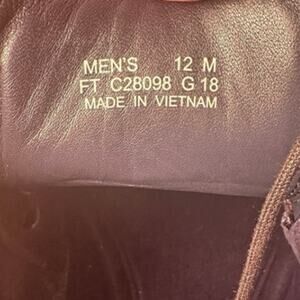 MEN'S 12 M
FT C28098 G 18
MADE IN VIETNAM